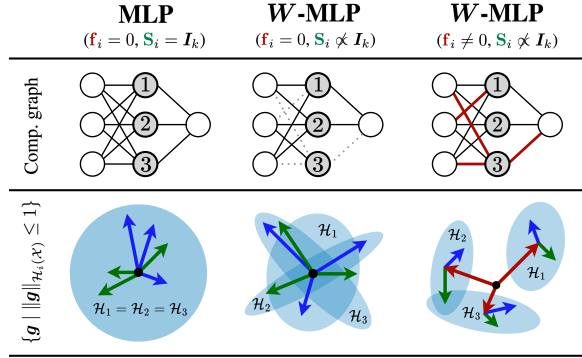 MLP
(f_i = 0, S_i = I_k)
W-MLP
(f_i = 0, S_i ̸∝ I_k)
W-MLP
(f_i ≠ 0, S_i ̸∝ I_k)
Comp. graph
1
2
3
1
2
3
1
2
3
{g | ‖g‖_{H_i(X)} ≤ 1}
H_1 = H_2 = H_3
H_1
H_2
H_3
H_2
H_1
H_3